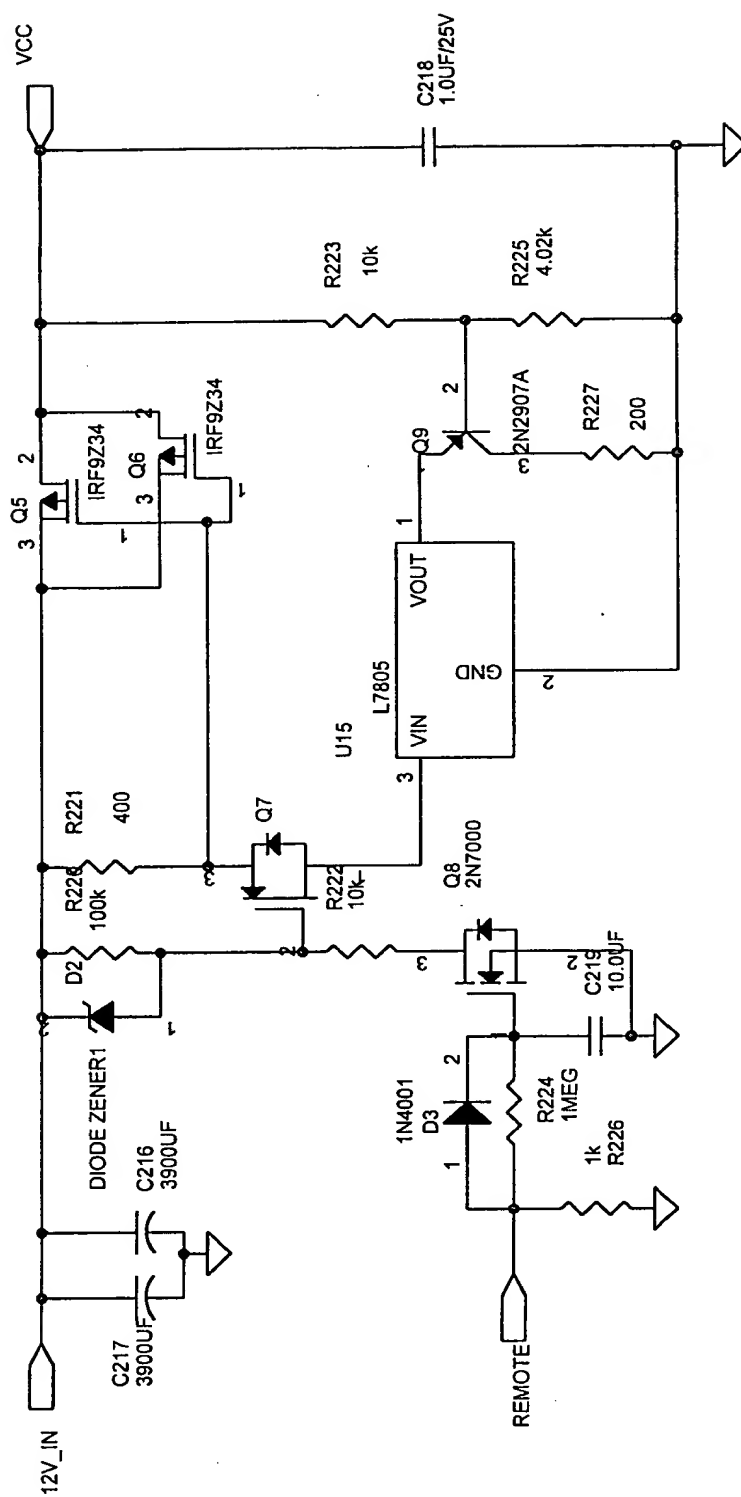 12V_IN
C217
3900UF
C216
3900UF
DIODE ZENER1
2
1
D2
R220
100k
R221
400
Q5
3
2
IRF9Z34
1
Q6
3
2
IRF9Z34
1
VCC
Q7
3
2
R222
10k
1
U15
L7805
VIN
3
VOUT
1
GND
2
R223
10k
C218
1.0UF/25V
Q9
2
2N2907A
3
R225
4.02k
R227
200
Q8
2N7000
3
2
C219
10.0UF
1N4001
D3
1
2
R224
1MEG
1k
R226
REMOTE